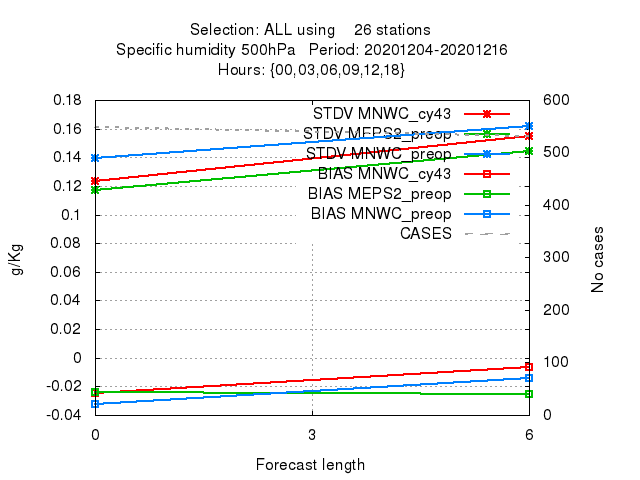 Selection: ALL using 26 stations
Specific humidity 500hPa Period: 20201204-20201216
Hours: {00,03,06,09,12,18}
0.18
0.16
0.14
0.12
0.1
0.08
0.06
0.04
0.02
0
-0.02
-0.04
g/Kg
STDV MNWC_cy43
STDV MEPS2_preop
STDV MNWC_preop
BIAS MNWC_cy43
BIAS MEPS2_preop
BIAS MNWC_preop
CASES
600
500
400
300
200
100
0
No cases
0 3 6
Forecast length